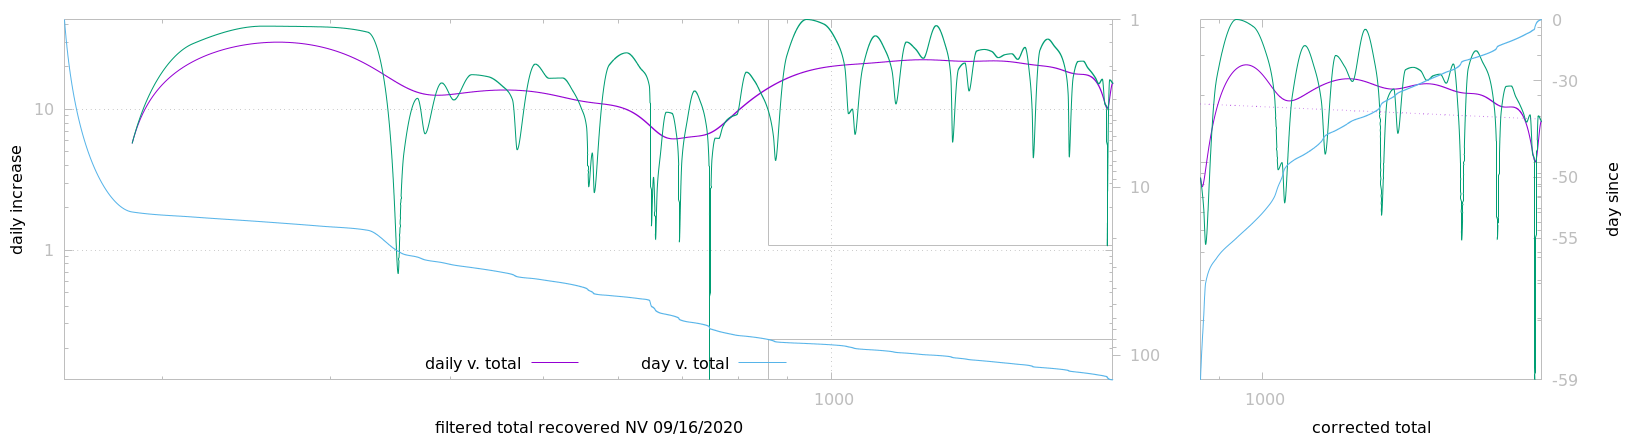 daily increase
10
1
1
10
100
daily v. total
day v. total
1000
filtered total recovered NV 09/16/2020
0
-30
-50
-55
-59
day since
1000
corrected total